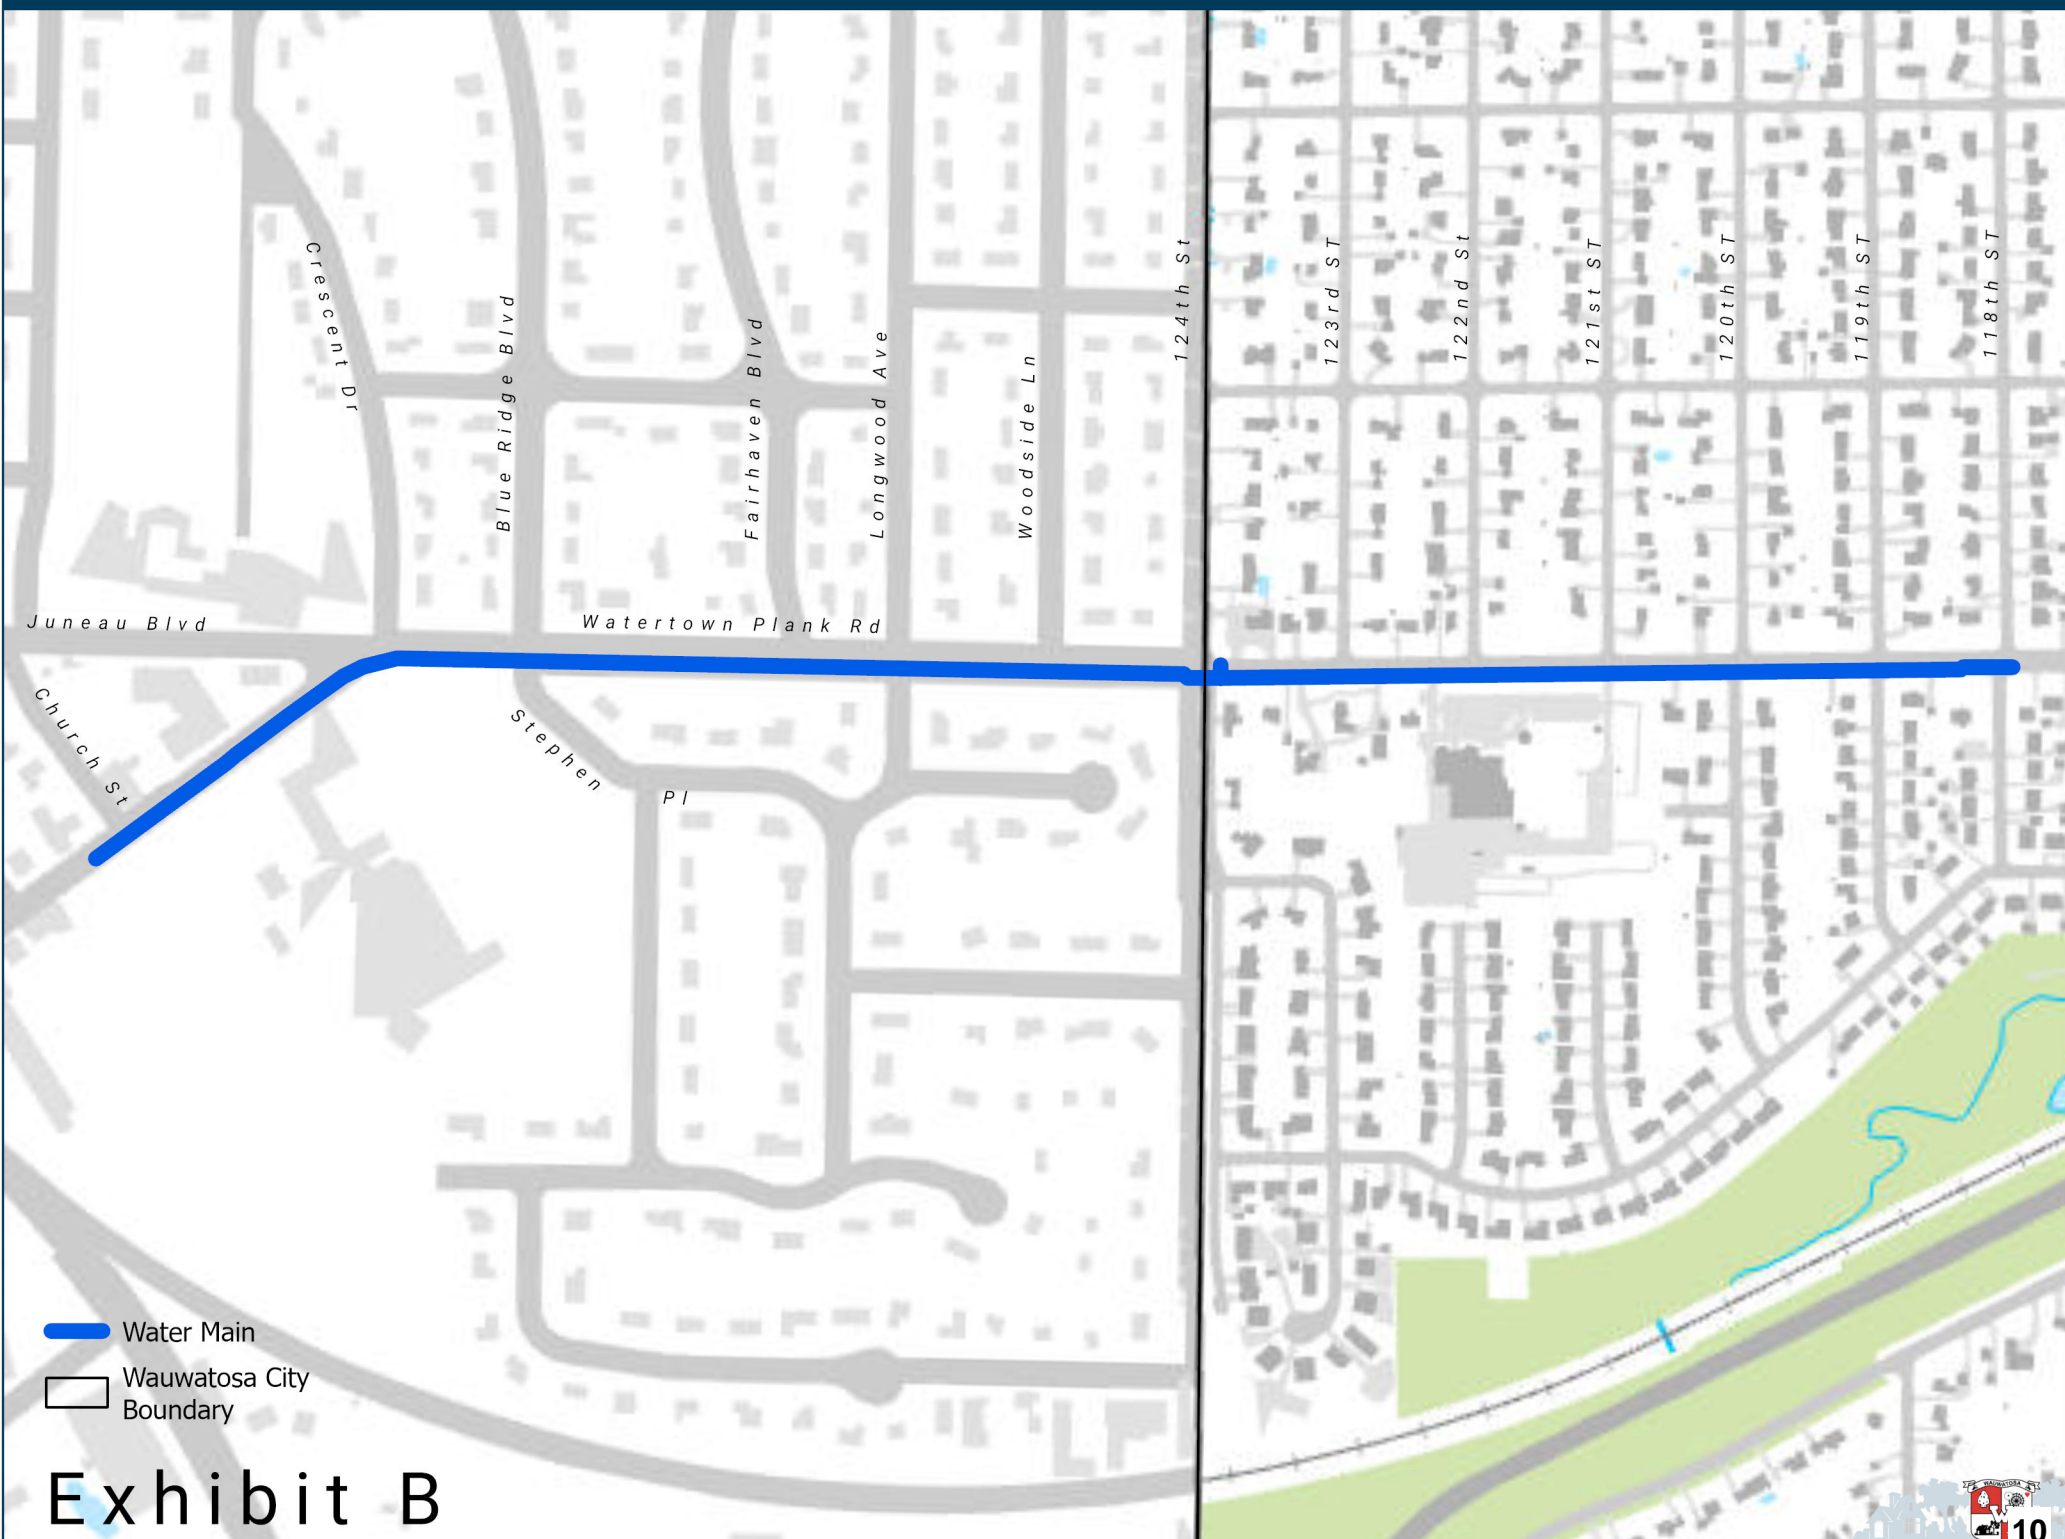 Crescent Dr
Blue Ridge Blvd
Fairhaven Blvd
Longwood Ave
Woodside Ln
124th St
123rd ST
122nd St
121st ST
120th ST
119th ST
118th ST
Juneau Blvd
Watertown Plank Rd
Church St
Stephen Pl
Water Main
Wauwatosa City
Boundary
Exhibit B
WAUWATOSA
10